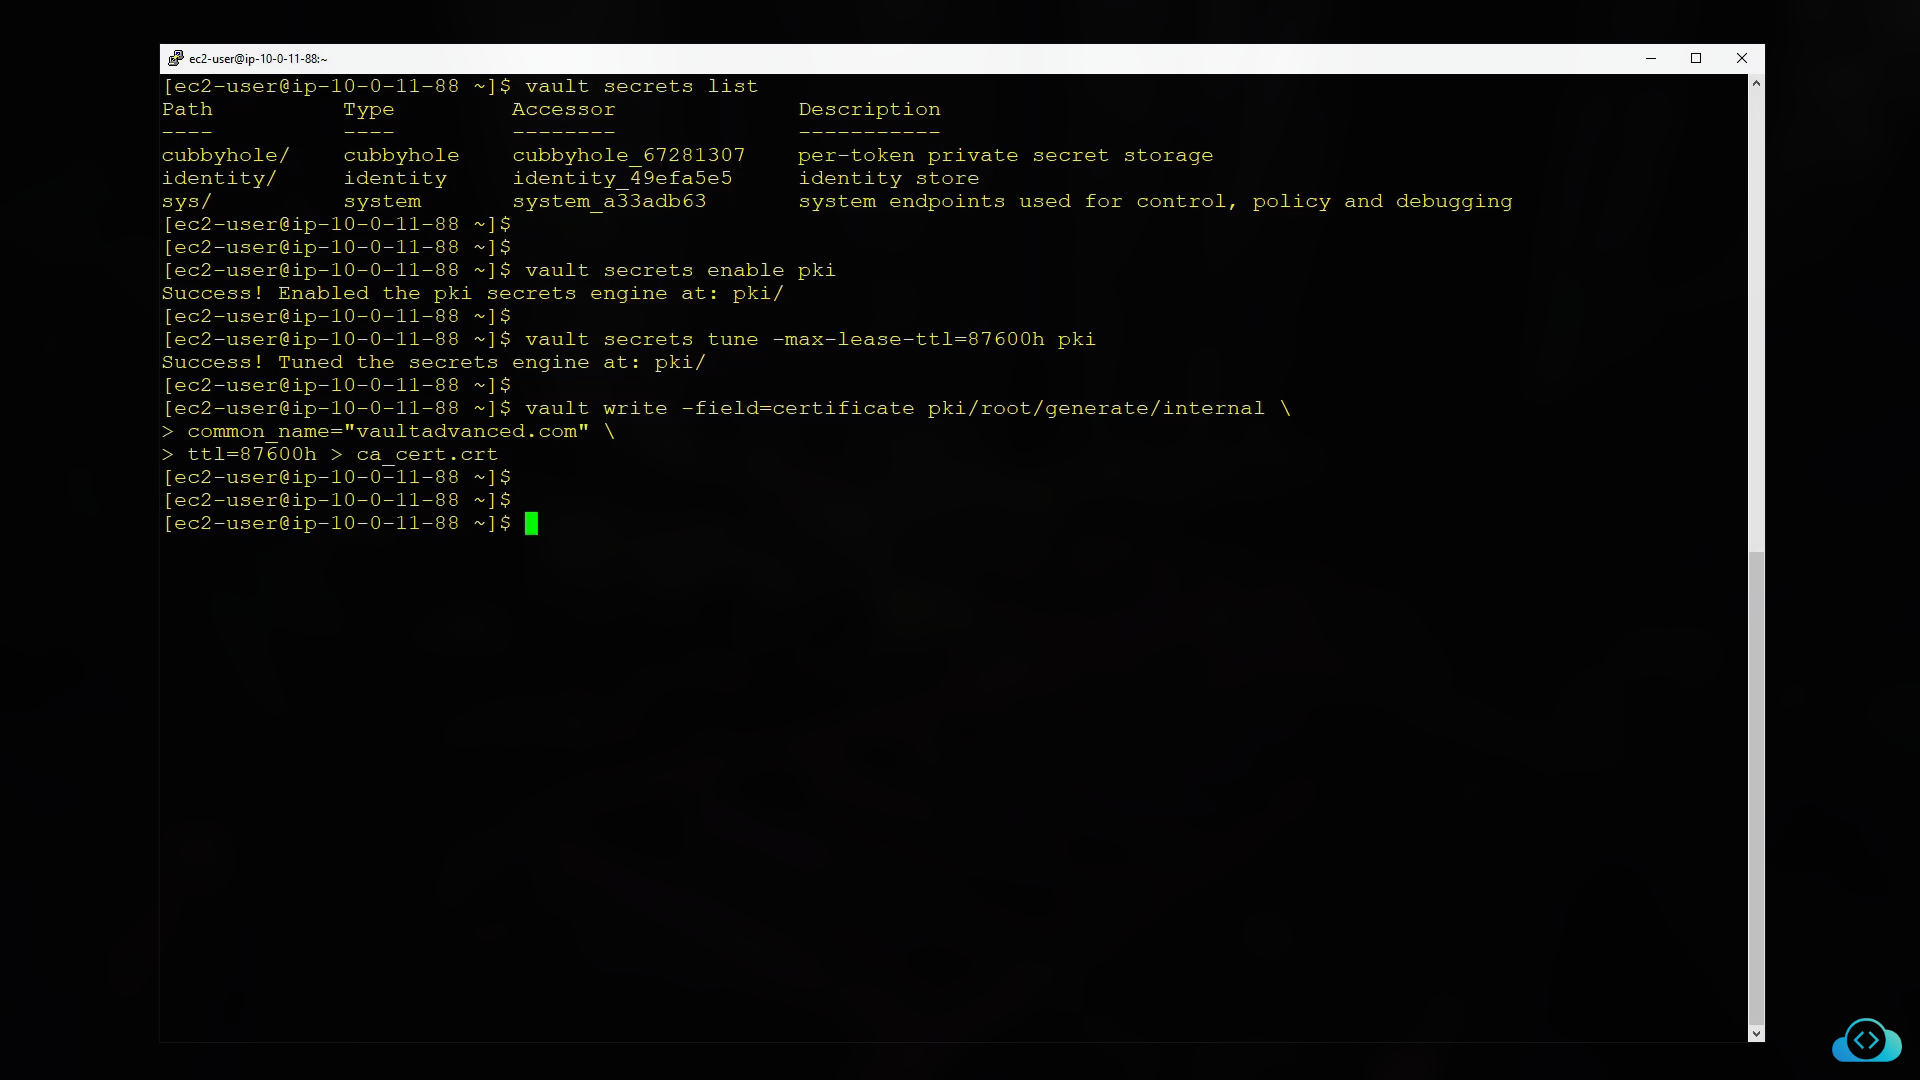 ec2-user@ip-10-0-11-88:~
[ec2-user@ip-10-0-11-88 ~]$ vault secrets list
Path          Type         Accessor              Description
----          ----         --------              -----------
cubbyhole/    cubbyhole    cubbyhole_67281307    per-token private secret storage
identity/     identity     identity_49efa5e5     identity store
sys/          system       system_a33adb63       system endpoints used for control, policy and debugging
[ec2-user@ip-10-0-11-88 ~]$
[ec2-user@ip-10-0-11-88 ~]$
[ec2-user@ip-10-0-11-88 ~]$ vault secrets enable pki
Success! Enabled the pki secrets engine at: pki/
[ec2-user@ip-10-0-11-88 ~]$
[ec2-user@ip-10-0-11-88 ~]$ vault secrets tune -max-lease-ttl=87600h pki
Success! Tuned the secrets engine at: pki/
[ec2-user@ip-10-0-11-88 ~]$
[ec2-user@ip-10-0-11-88 ~]$ vault write -field=certificate pki/root/generate/internal \
> common_name="vaultadvanced.com" \
> ttl=87600h > ca_cert.crt
[ec2-user@ip-10-0-11-88 ~]$
[ec2-user@ip-10-0-11-88 ~]$
[ec2-user@ip-10-0-11-88 ~]$